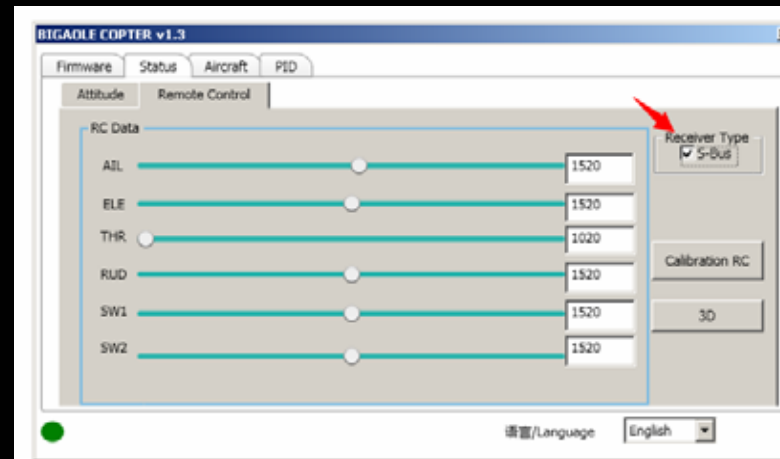 BIGAOLE COPTER v1.3
Firmware Status Aircraft PID
Attitude Remote Control
RC Data
Receiver Type
S-Bus
AIL 1520
ELE 1520
THR 1020
RUD 1520
Calibration RC
SW1 1520
3D
SW2 1520
语言/Language English